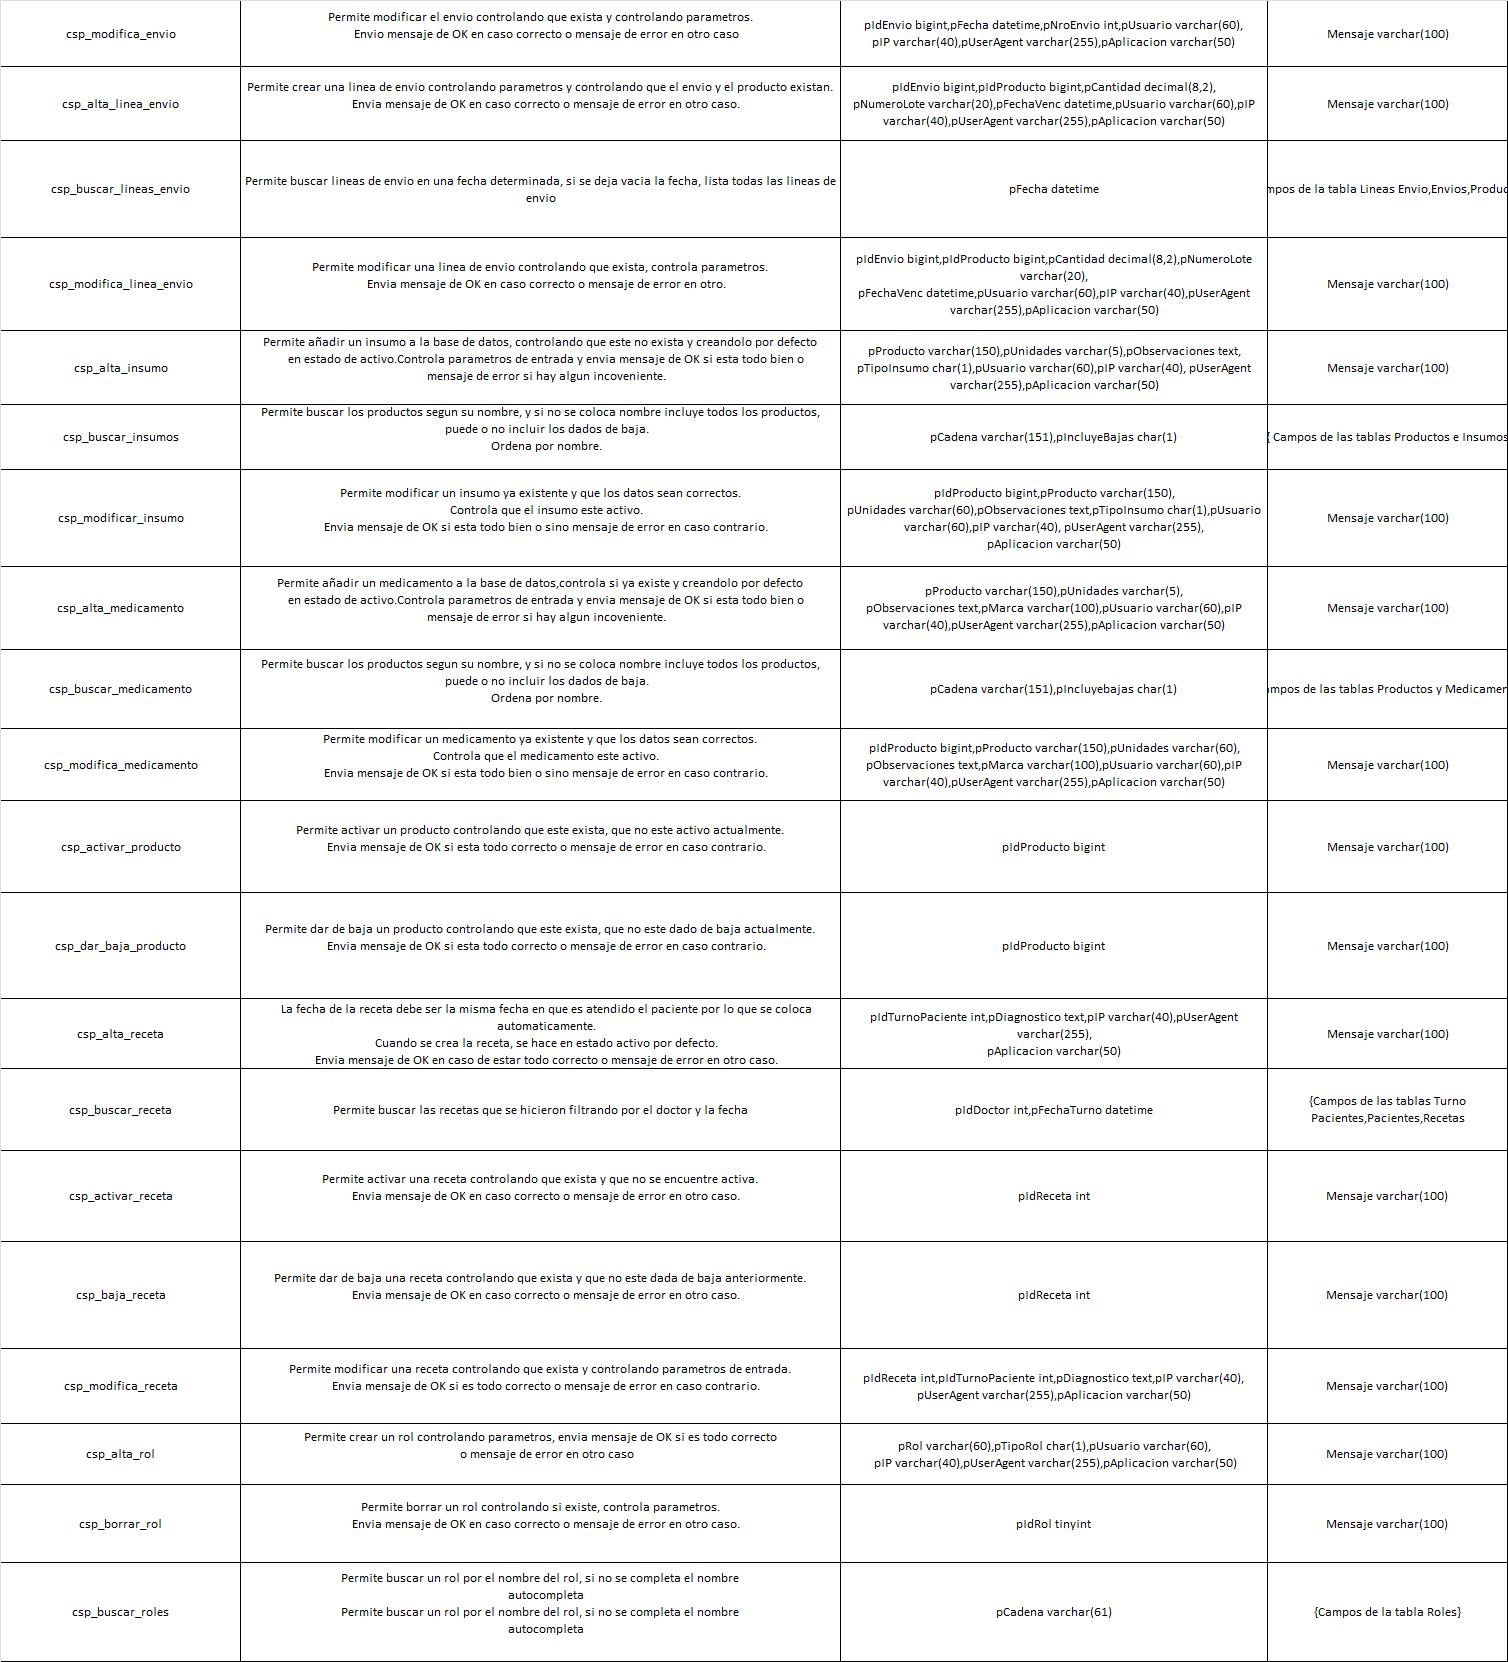 csp_modifica_envio
Permite modificar el envio controlando que exista y controlando parametros.
Envio mensaje de OK en caso correcto o mensaje de error en otro caso
pIdEnvio bigint,pFecha datetime,pNroEnvio int,pUsuario varchar(60),
pIP varchar(40),pUserAgent varchar(255),pAplicacion varchar(50)
Mensaje varchar(100)
csp_alta_linea_envio
Permite crear una linea de envio controlando parametros y controlando que el envio y el producto existan.
Envia mensaje de OK en caso correcto o mensaje de error en otro caso.
pIdEnvio bigint,pIdProducto bigint,pCantidad decimal(8,2),
pNumeroLote varchar(20),pFechaVenc datetime,pUsuario varchar(60),pIP
varchar(40),pUserAgent varchar(255),pAplicacion varchar(50)
Mensaje varchar(100)
csp_buscar_lineas_envio
Permite buscar lineas de envio en una fecha determinada, si se deja vacia la fecha, lista todas las lineas de
envio
pFecha datetime
mpos de la tabla Lineas Envio,Envios,Produc
csp_modifica_linea_envio
Permite modificar una linea de envio controlando que exista, controla parametros.
Envia mensaje de OK en caso correcto o mensaje de error en otro.
pIdEnvio bigint,pIdProducto bigint,pCantidad decimal(8,2),pNumeroLote
varchar(20),
pFechaVenc datetime,pUsuario varchar(60),pIP varchar(40),pUserAgent
varchar(255),pAplicacion varchar(50)
Mensaje varchar(100)
csp_alta_insumo
Permite añadir un insumo a la base de datos, controlando que este no exista y creandolo por defecto
en estado de activo.Controla parametros de entrada y envia mensaje de OK si esta todo bien o
mensaje de error si hay algun incoveniente.
pProducto varchar(150),pUnidades varchar(5),pObservaciones text,
pTipoInsumo char(1),pUsuario varchar(60),pIP varchar(40), pUserAgent
varchar(255),pAplicacion varchar(50)
Mensaje varchar(100)
csp_buscar_insumos
Permite buscar los productos segun su nombre, y si no se coloca nombre incluye todos los productos,
puede o no incluir los dados de baja.
Ordena por nombre.
pCadena varchar(151),pIncluyeBajas char(1)
{ Campos de las tablas Productos e Insumos
csp_modificar_insumo
Permite modificar un insumo ya existente y que los datos sean correctos.
Controla que el insumo este activo.
Envia mensaje de OK si esta todo bien o sino mensaje de error en caso contrario.
pIdProducto bigint,pProducto varchar(150),
pUnidades varchar(60),pObservaciones text,pTipoInsumo char(1),pUsuario
varchar(60),pIP varchar(40), pUserAgent varchar(255),
pAplicacion varchar(50)
Mensaje varchar(100)
csp_alta_medicamento
Permite añadir un medicamento a la base de datos,controla si ya existe y creandolo por defecto
en estado de activo.Controla parametros de entrada y envia mensaje de OK si esta todo bien o
mensaje de error si hay algun incoveniente.
pProducto varchar(150),pUnidades varchar(5),
pObservaciones text,pMarca varchar(100),pUsuario varchar(60),pIP
varchar(40),pUserAgent varchar(255),pAplicacion varchar(50)
Mensaje varchar(100)
csp_buscar_medicamento
Permite buscar los productos segun su nombre, y si no se coloca nombre incluye todos los productos,
puede o no incluir los dados de baja.
Ordena por nombre.
pCadena varchar(151),pIncluyebajas char(1)
ampos de las tablas Productos y Medicamen
csp_modifica_medicamento
Permite modificar un medicamento ya existente y que los datos sean correctos.
Controla que el medicamento este activo.
Envia mensaje de OK si esta todo bien o sino mensaje de error en caso contrario.
pIdProducto bigint,pProducto varchar(150),pUnidades varchar(60),
pObservaciones text,pMarca varchar(100),pUsuario varchar(60),pIP
varchar(40),pUserAgent varchar(255),pAplicacion varchar(50)
Mensaje varchar(100)
csp_activar_producto
Permite activar un producto controlando que este exista, que no este activo actualmente.
Envia mensaje de OK si esta todo correcto o mensaje de error en caso contrario.
pIdProducto bigint
Mensaje varchar(100)
csp_dar_baja_producto
Permite dar de baja un producto controlando que este exista, que no este dado de baja actualmente.
Envia mensaje de OK si esta todo correcto o mensaje de error en caso contrario.
pIdProducto bigint
Mensaje varchar(100)
csp_alta_receta
La fecha de la receta debe ser la misma fecha en que es atendido el paciente por lo que se coloca
automaticamente.
Cuando se crea la receta, se hace en estado activo por defecto.
Envia mensaje de OK en caso de estar todo correcto o mensaje de error en otro caso.
pIdTurnoPaciente int,pDiagnostico text,pIP varchar(40),pUserAgent
varchar(255),
pAplicacion varchar(50)
Mensaje varchar(100)
csp_buscar_receta
Permite buscar las recetas que se hicieron filtrando por el doctor y la fecha
pIdDoctor int,pFechaTurno datetime
{Campos de las tablas Turno
Pacientes,Pacientes,Recetas
csp_activar_receta
Permite activar una receta controlando que exista y que no se encuentre activa.
Envia mensaje de OK en caso correcto o mensaje de error en otro caso.
pIdReceta int
Mensaje varchar(100)
csp_baja_receta
Permite dar de baja una receta controlando que exista y que no este dada de baja anteriormente.
Envia mensaje de OK en caso correcto o mensaje de error en otro caso.
pIdReceta int
Mensaje varchar(100)
csp_modifica_receta
Permite modificar una receta controlando que exista y controlando parametros de entrada.
Envia mensaje de OK si es todo correcto o mensaje de error en caso contrario.
pIdReceta int,pIdTurnoPaciente int,pDiagnostico text,pIP varchar(40),
pUserAgent varchar(255),pAplicacion varchar(50)
Mensaje varchar(100)
csp_alta_rol
Permite crear un rol controlando parametros, envia mensaje de OK si es todo correcto
o mensaje de error en otro caso
pRol varchar(60),pTipoRol char(1),pUsuario varchar(60),
pIP varchar(40),pUserAgent varchar(255),pAplicacion varchar(50)
Mensaje varchar(100)
csp_borrar_rol
Permite borrar un rol controlando si existe, controla parametros.
Envia mensaje de OK en caso correcto o mensaje de error en otro caso.
pIdRol tinyint
Mensaje varchar(100)
csp_buscar_roles
Permite buscar un rol por el nombre del rol, si no se completa el nombre
autocompleta
Permite buscar un rol por el nombre del rol, si no se completa el nombre
autocompleta
pCadena varchar(61)
{Campos de la tabla Roles}